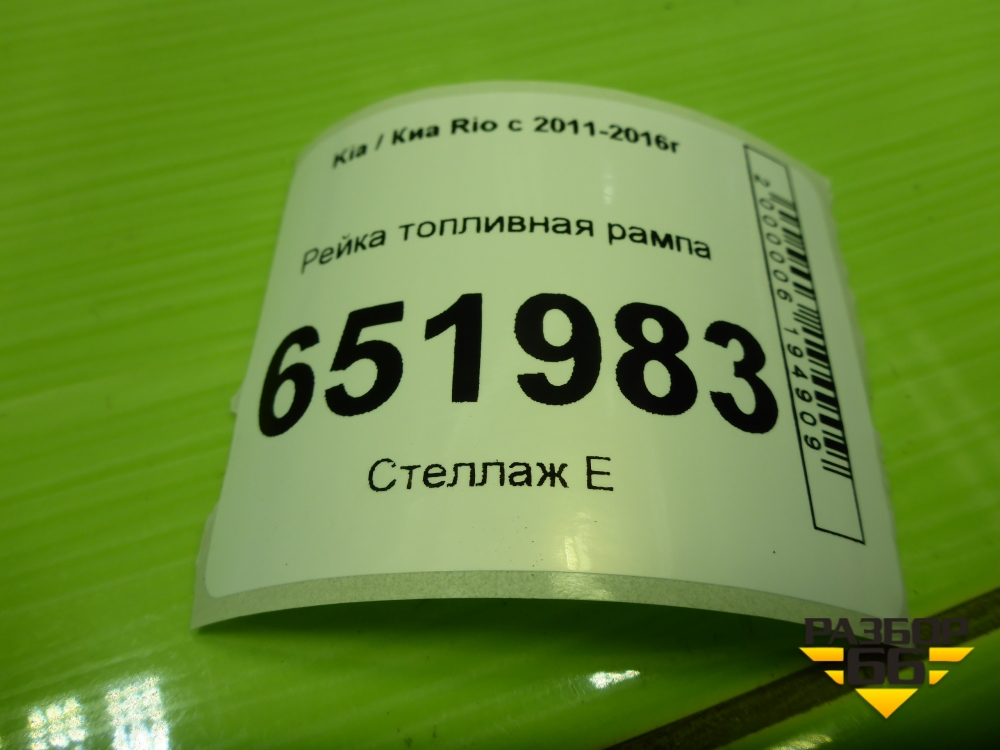 Kia / Киа Rio с 2011-2016г
Рейка топливная рампа
651983
Стеллаж Е
2000006194909
РАЗБОР
66